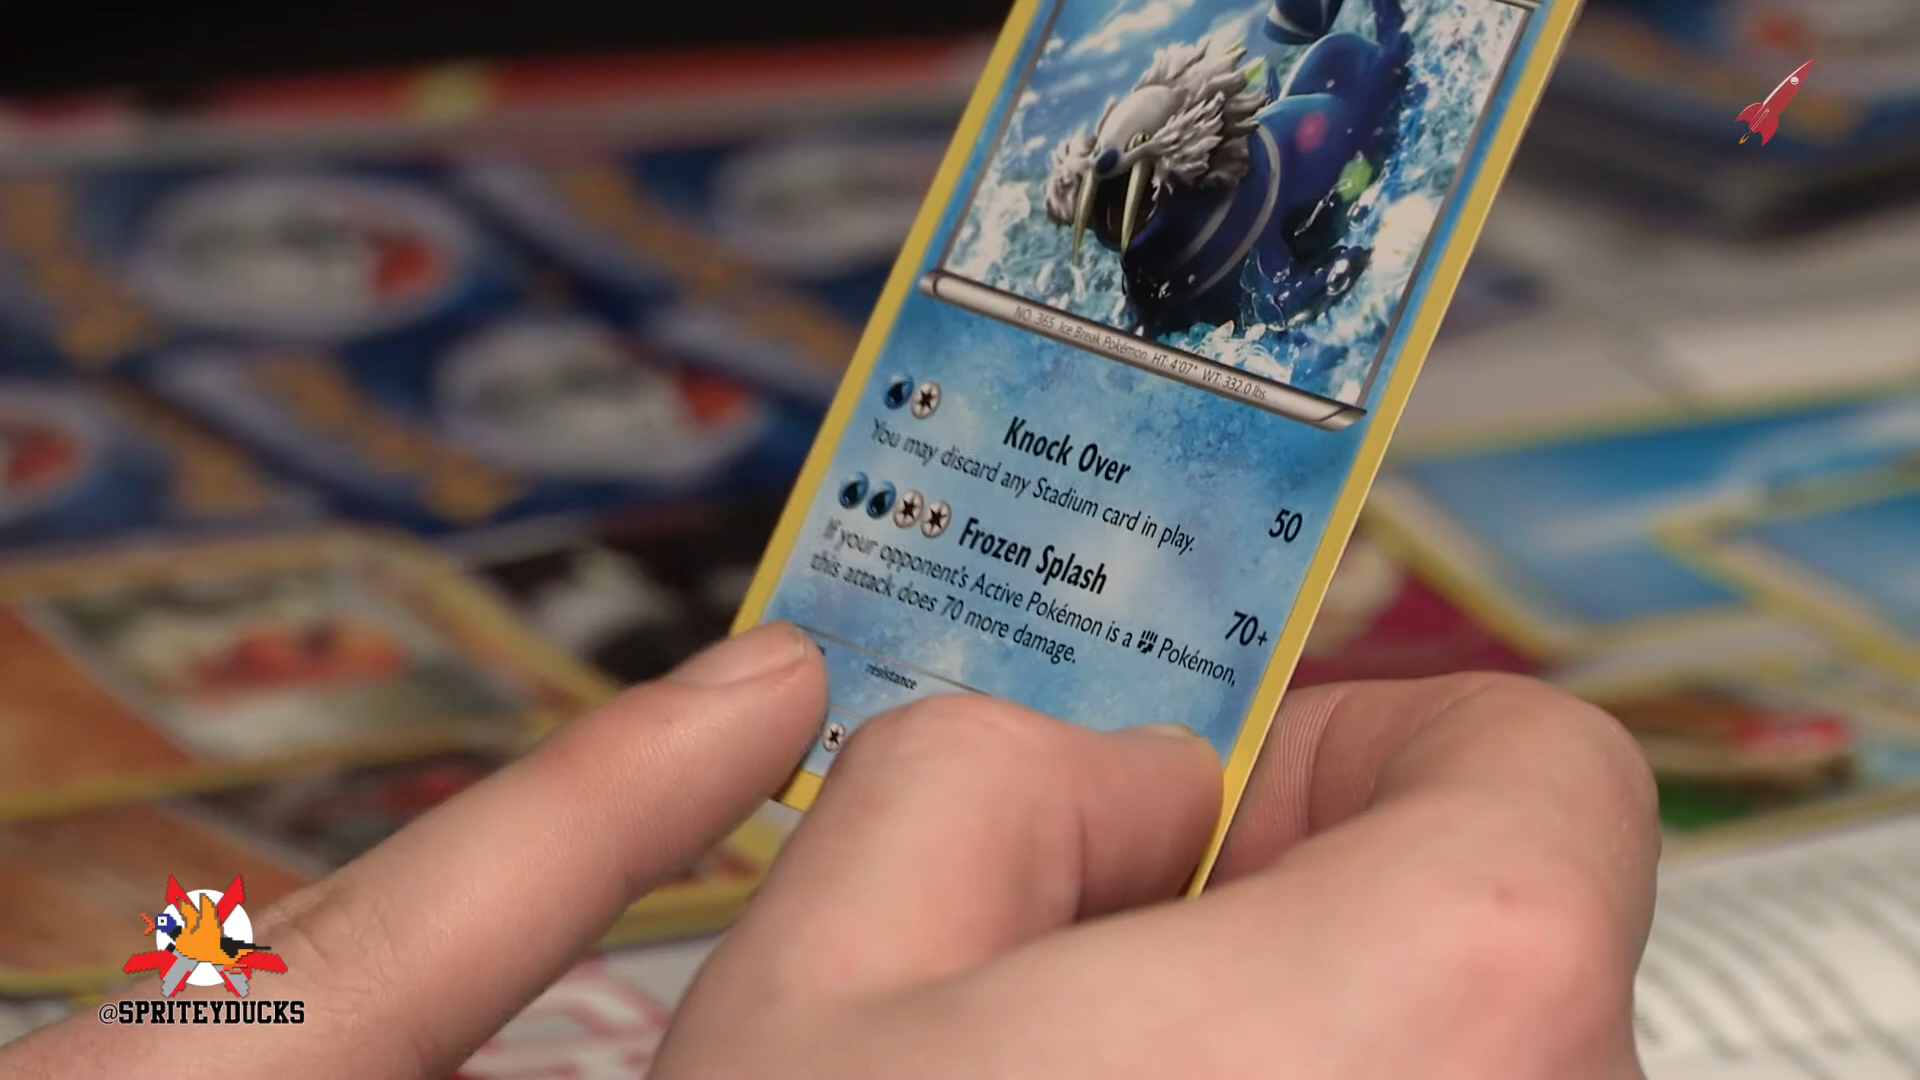 NO. 365 Ice Break Pokémon HT: 4'07" WT: 332.0 lbs.
Knock Over 50
You may discard any Stadium card in play.
Frozen Splash 70+
If your opponent's Active Pokémon is a Pokémon,
this attack does 70 more damage.
resistance
@SPRITEYDUCKS